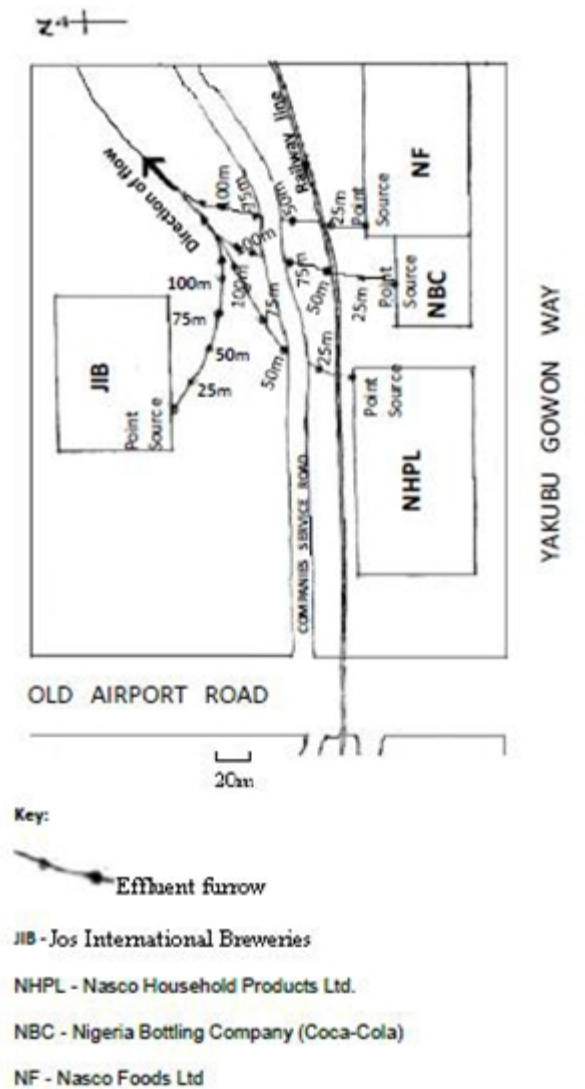 Z
Railway line
NF
Point
Source
25m
50m
75m
100m
Direction of flow
100m
NBC
Point
Source
25m
50m
75m
100m
100m
75m
50m
25m
JIB
Point
Source
75m
50m
25m
Point
Source
NHPL
COMPANIES SERVICE ROAD
YAKUBU GOWON WAY
OLD AIRPORT ROAD
20m
Key:
Effluent furrow
JIB - Jos International Breweries
NHPL - Nasco Household Products Ltd.
NBC - Nigeria Bottling Company (Coca-Cola)
NF - Nasco Foods Ltd